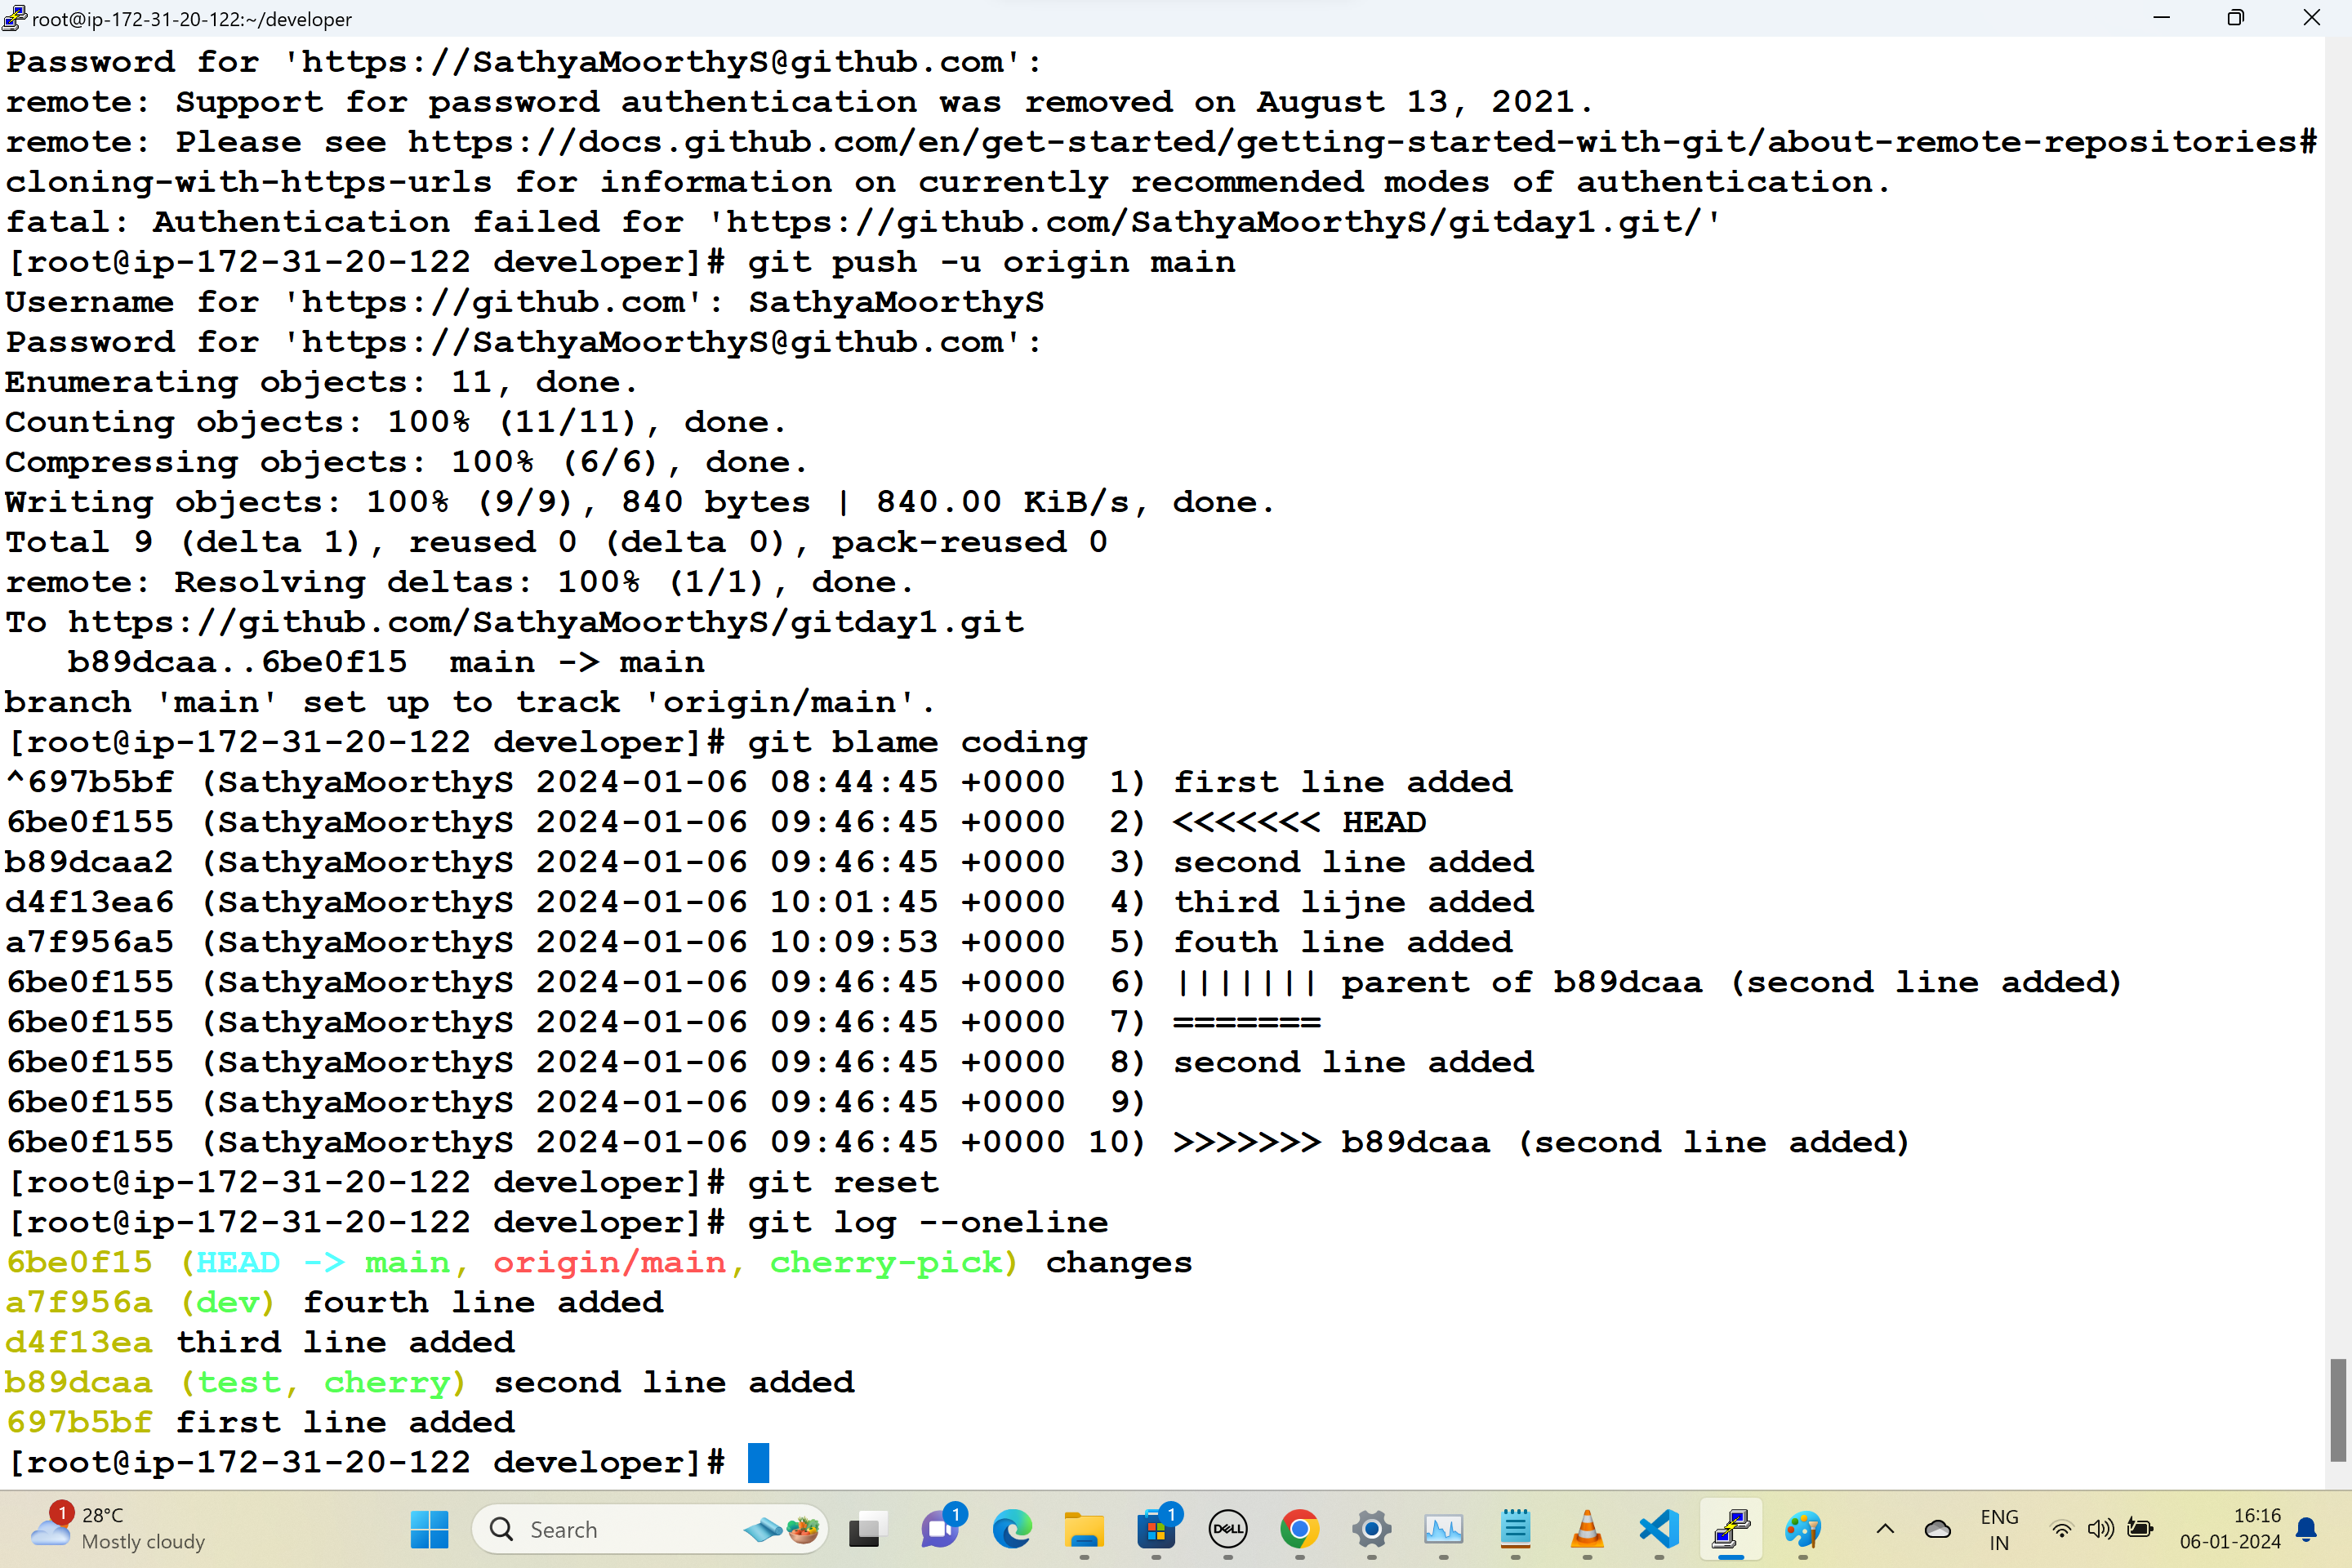 root@ip-172-31-20-122:~/developer
Password for 'https://SathyaMoorthyS@github.com':
remote: Support for password authentication was removed on August 13, 2021.
remote: Please see https://docs.github.com/en/get-started/getting-started-with-git/about-remote-repositories#
cloning-with-https-urls for information on currently recommended modes of authentication.
fatal: Authentication failed for 'https://github.com/SathyaMoorthyS/gitday1.git/'
[root@ip-172-31-20-122 developer]# git push -u origin main
Username for 'https://github.com': SathyaMoorthyS
Password for 'https://SathyaMoorthyS@github.com':
Enumerating objects: 11, done.
Counting objects: 100% (11/11), done.
Compressing objects: 100% (6/6), done.
Writing objects: 100% (9/9), 840 bytes | 840.00 KiB/s, done.
Total 9 (delta 1), reused 0 (delta 0), pack-reused 0
remote: Resolving deltas: 100% (1/1), done.
To https://github.com/SathyaMoorthyS/gitday1.git
   b89dcaa..6be0f15  main -> main
branch 'main' set up to track 'origin/main'.
[root@ip-172-31-20-122 developer]# git blame coding
^697b5bf (SathyaMoorthyS 2024-01-06 08:44:45 +0000  1) first line added
6be0f155 (SathyaMoorthyS 2024-01-06 09:46:45 +0000  2) <<<<<<< HEAD
b89dcaa2 (SathyaMoorthyS 2024-01-06 09:46:45 +0000  3) second line added
d4f13ea6 (SathyaMoorthyS 2024-01-06 10:01:45 +0000  4) third lijne added
a7f956a5 (SathyaMoorthyS 2024-01-06 10:09:53 +0000  5) fouth line added
6be0f155 (SathyaMoorthyS 2024-01-06 09:46:45 +0000  6) ||||||| parent of b89dcaa (second line added)
6be0f155 (SathyaMoorthyS 2024-01-06 09:46:45 +0000  7) =======
6be0f155 (SathyaMoorthyS 2024-01-06 09:46:45 +0000  8) second line added
6be0f155 (SathyaMoorthyS 2024-01-06 09:46:45 +0000  9)
6be0f155 (SathyaMoorthyS 2024-01-06 09:46:45 +0000 10) >>>>>>> b89dcaa (second line added)
[root@ip-172-31-20-122 developer]# git reset
[root@ip-172-31-20-122 developer]# git log --oneline
6be0f15 (HEAD -> main, origin/main, cherry-pick) changes
a7f956a (dev) fourth line added
d4f13ea third line added
b89dcaa (test, cherry) second line added
697b5bf first line added
[root@ip-172-31-20-122 developer]#
1
28°C
Mostly cloudy
Search
1
1
DELL
ENG
IN
16:16
06-01-2024